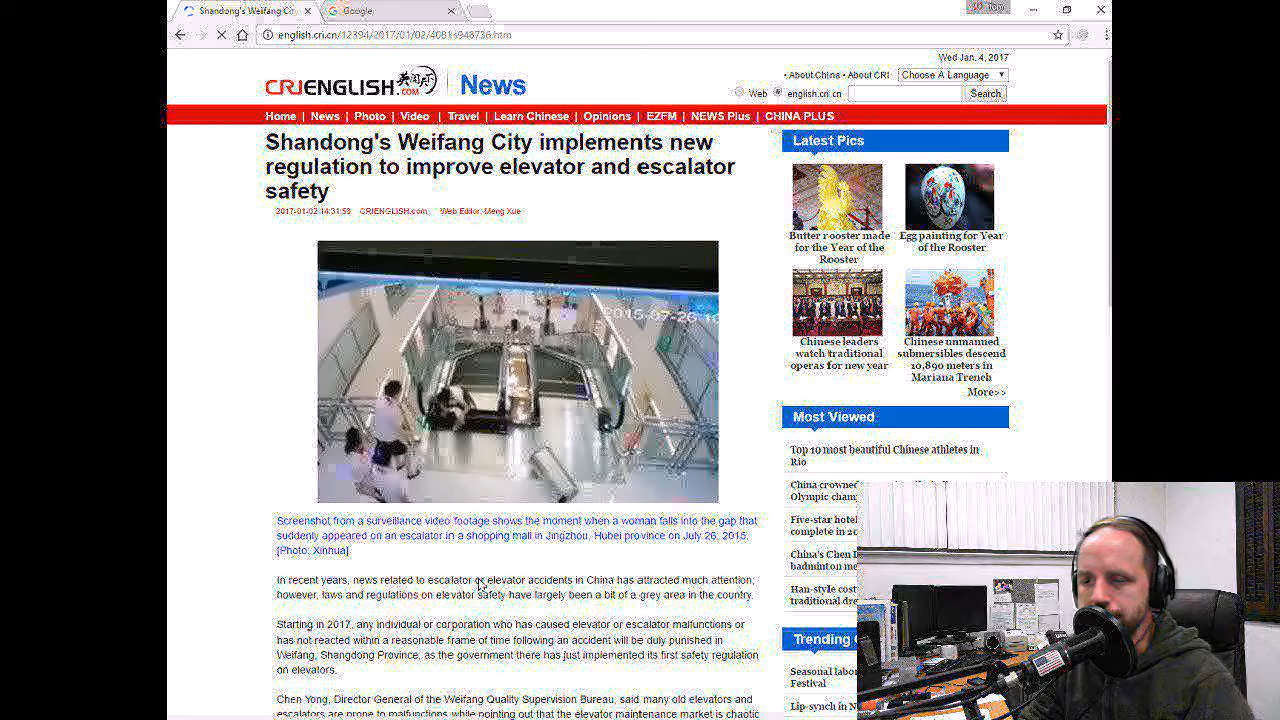 Shandong's Weifang Cit
Google
english.cri.cn/12394/2017/01/02/4081s948736.htm
Wed Jan. 4, 2017
• About China • About CRI
Choose A Language
CRIENGLISH.COM
News
Web
english.cri.cn
Search
Home | News | Photo | Video | Travel | Learn Chinese | Opinions | EZFM | NEWS Plus | CHINA PLUS
Shandong's Weifang City implements new
regulation to improve elevator and escalator
safety
2017-01-02 14:31:53 CRIENGLISH.com Web Editor: Meng Xue
2015-07-26
Screenshot from a surveillance video footage shows the moment when a woman falls into the gap that
suddenly appeared on an escalator in a shopping mall in Jingzhou, Hubei province on July 26, 2015.
[Photo: Xinhua]
In recent years, news related to escalator or elevator accidents in China has attracted much attention,
however, laws and regulations on elevator safety have largely been a bit of a grey area in the country.
Starting in 2017, any individual or corporation who has caused elevator or escalator malfunctions or
has not reacted within a reasonable frame of time following an accident will be duly punished in
Weifang, Shangdong Province, as the government there has just implemented its first safety regulation
on elevators.
Chen Yong, Director General of the Weifang Quality Supervision Bureau, said many old elevators and
escalators are prone to malfunctions while pointing out that the elevator maintenance market is chaotic
Latest Pics
Butter rooster made
for the Year of the
Rooster
Egg painting for Year
of the Rooster
Chinese leaders
watch traditional
operas for new year
Chinese unmanned
submersibles descend
10,890 meters in
Mariana Trench
More>>
Most Viewed
Top 10 most beautiful Chinese athletes in
Rio
China crowned
Olympic cham
Five-star hotel
complete in 2
China's Chen
badminton me
Han-style cost
traditional dre
Trending
Seasonal labo
Festival
Lip-synch in N